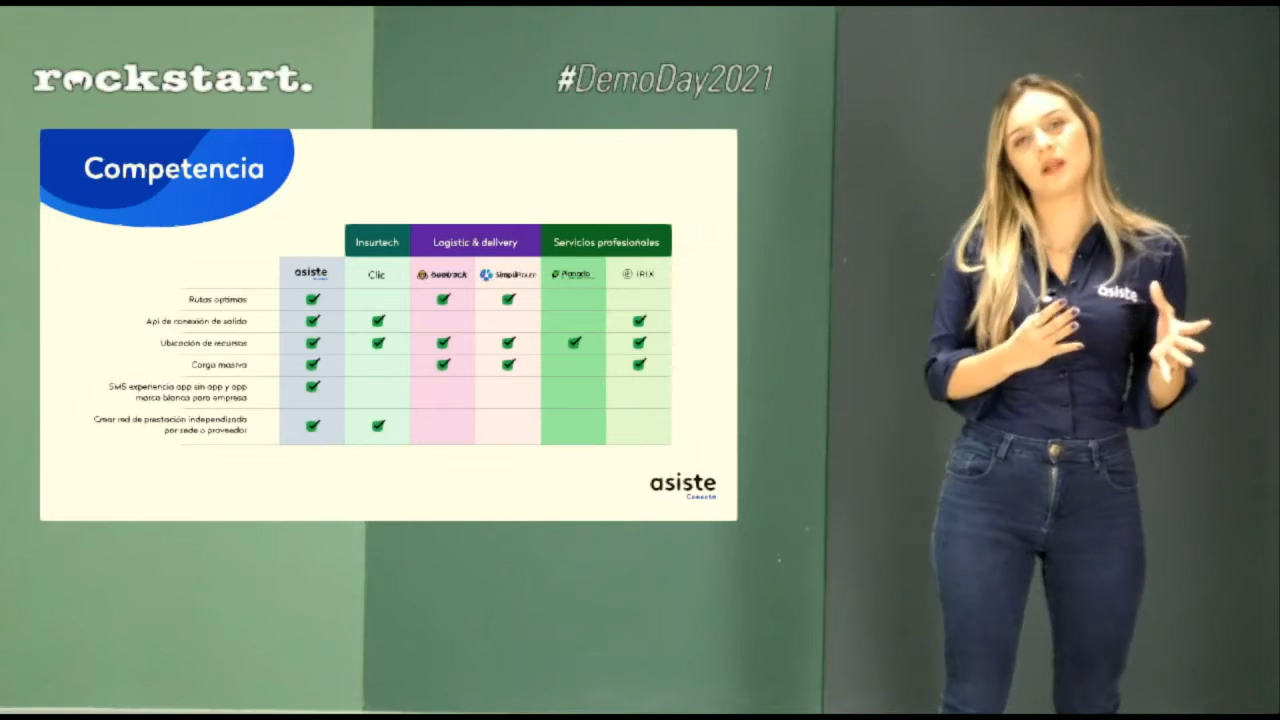 rockstart.
#DemoDay2021
Competencia
Insurtech
Logistic & delivery
Servicios profesionales
asiste
Clic
Beetrack
SimpliRoute
Planado
IRIX
Rutas optimas
Api de conexión de salida
Ubicación de recursos
Carga masiva
SMS experiencia app sin app y app
marca blanca para empresa
Crear red de prestación independizada
por sede o proveedor
asiste
Conecta
asiste